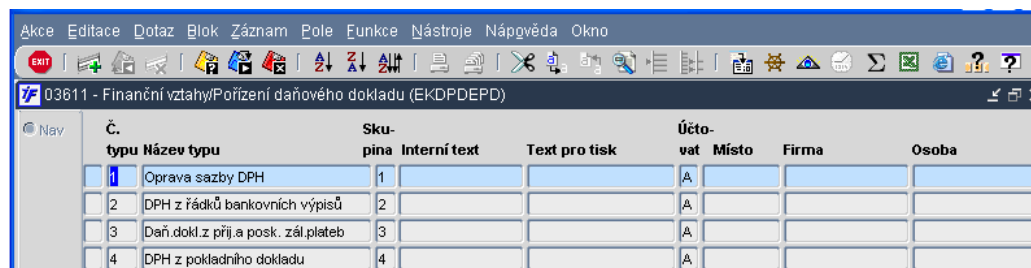 Akce Editace Dotaz Blok Záznam Pole Funkce Nástroje Nápověda Okno
EXIT
03611 - Finanční vztahy/Pořízení daňového dokladu (EKDPDEPD)
Nav Č. Sku- Účto-
typu Název typu pina Interní text Text pro tisk vat Místo Firma Osoba
1 Oprava sazby DPH 1 A
2 DPH z řádků bankovních výpisů 2 A
3 Daň.dokl.z přij.a posk. zál.plateb 3 A
4 DPH z pokladního dokladu 4 A